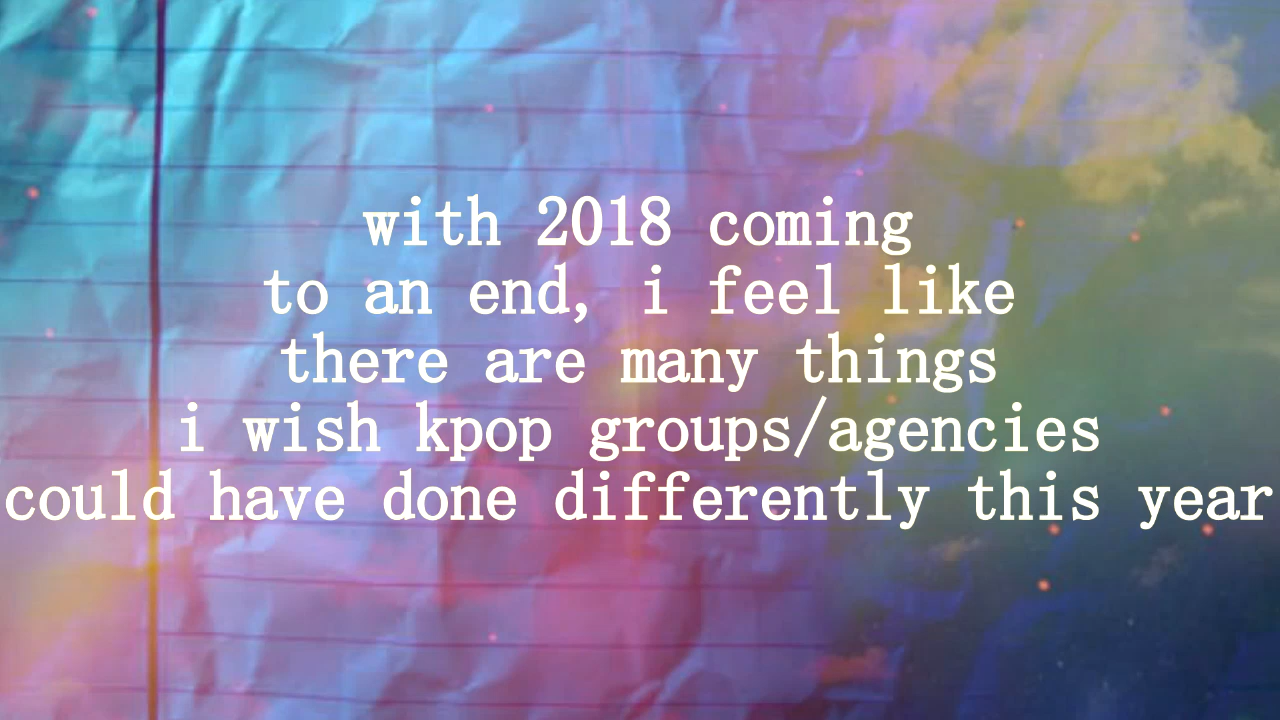 with 2018 coming
to an end, i feel like
there are many things
i wish kpop groups/agencies
could have done differently this year